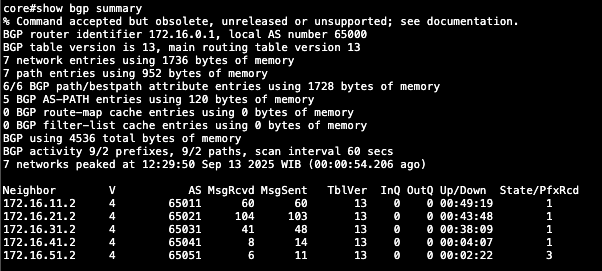 core#show bgp summary
% Command accepted but obsolete, unreleased or unsupported; see documentation.
BGP router identifier 172.16.0.1, local AS number 65000
BGP table version is 13, main routing table version 13
7 network entries using 1736 bytes of memory
7 path entries using 952 bytes of memory
6/6 BGP path/bestpath attribute entries using 1728 bytes of memory
5 BGP AS-PATH entries using 120 bytes of memory
0 BGP route-map cache entries using 0 bytes of memory
0 BGP filter-list cache entries using 0 bytes of memory
BGP using 4536 total bytes of memory
BGP activity 9/2 prefixes, 9/2 paths, scan interval 60 secs
7 networks peaked at 12:29:50 Sep 13 2025 WIB (00:00:54.206 ago)
Neighbor V AS MsgRcvd MsgSent TblVer InQ OutQ Up/Down State/PfxRcd
172.16.11.2 4 65011 60 60 13 0 0 00:49:19 1
172.16.21.2 4 65021 104 103 13 0 0 00:43:48 1
172.16.31.2 4 65031 41 48 13 0 0 00:38:09 1
172.16.41.2 4 65041 8 14 13 0 0 00:04:07 1
172.16.51.2 4 65051 6 11 13 0 0 00:02:22 3